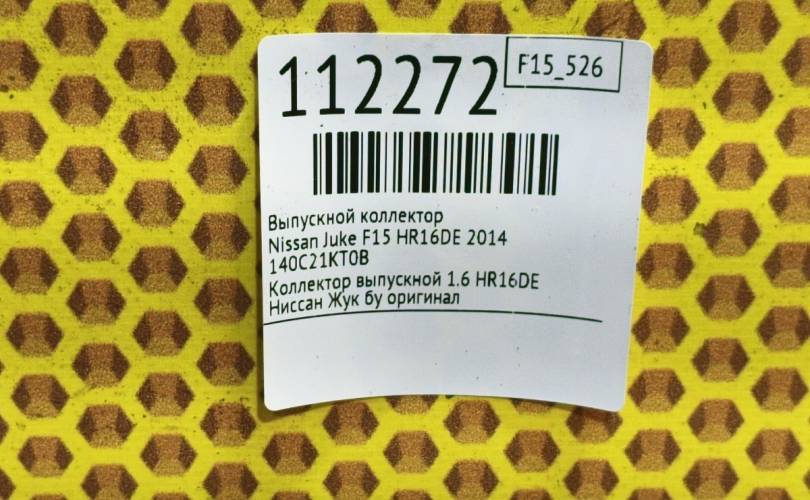 112272
F15_526
Выпускной коллектор
Nissan Juke F15 HR16DE 2014
140C21KT0B
Коллектор выпускной 1.6 HR16DE
Ниссан Жук бу оригинал